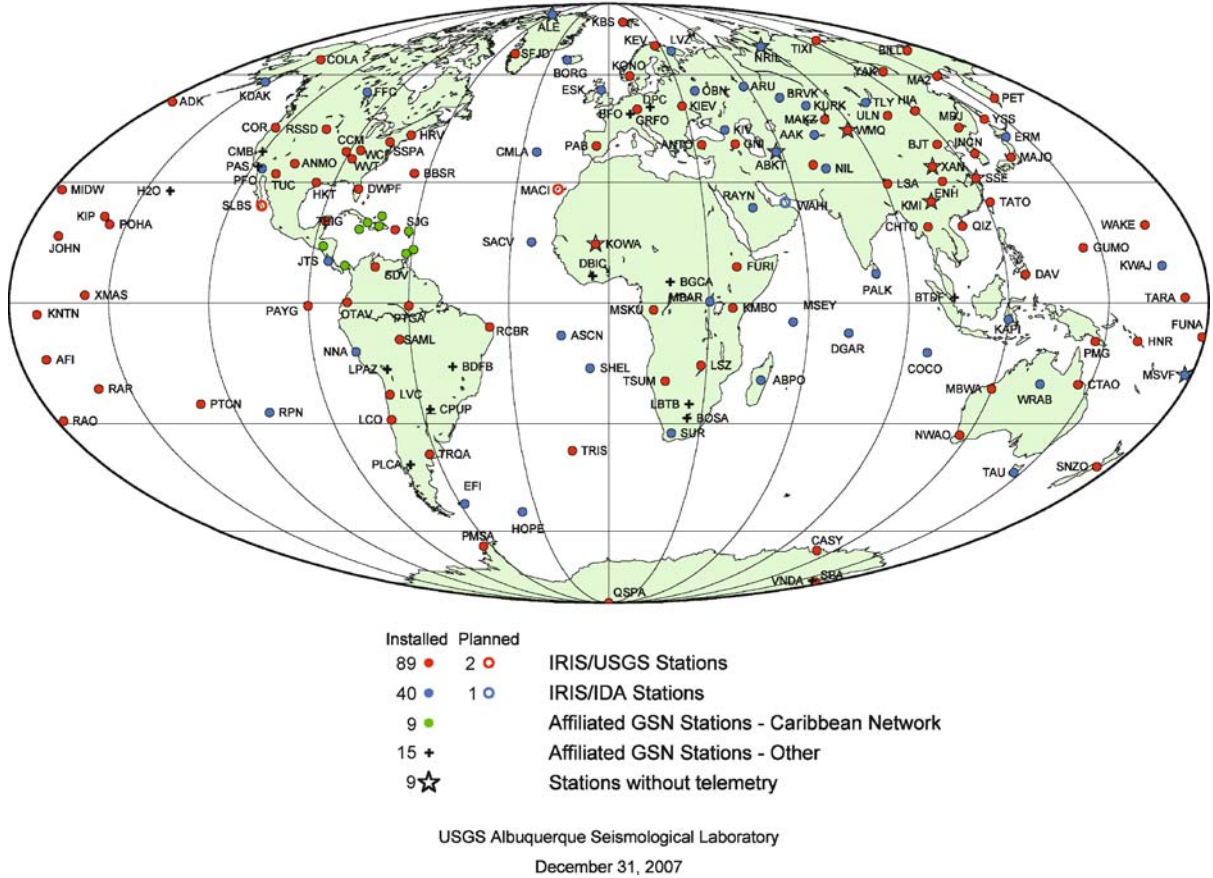 ALE
KBS
KEV
LVZ
TIXI
BILL
SFJD
NRIL
COLA
BORG
KONO
YAK
MA2
KDAK
FFC
ESK
OBN
ARU
BRVK
ADK
DPC
KIEV
KURK
TLY
HIA
PET
BFO
GRFO
MAKZ
ULN
MDJ
YSS
COR
RSSD
HRV
KIV
AAK
WMQ
ERM
CCM
SSPA
CMB
WCI
CMLA
PAB
ANTO
GNI
BJT
INCN
MAJO
PAS
ANMO
WVT
ABKT
NIL
XAN
PFO
TUC
BBSR
SSE
MIDW
H2O
HKT
DWPF
MACI
RAYN
LSA
ENH
SLBS
WAHI
KMI
TATO
KIP
POHA
TEIG
SJG
CHTO
QIZ
WAKE
JOHN
SACV
KOWA
GUMO
JTS
DBIC
FURI
KWAJ
SDV
BGCA
PALK
DAV
XMAS
MBAR
BTDF
TARA
KNTN
PAYG
OTAV
PTGA
MSKU
KMBO
MSEY
KAPI
FUNA
RCBR
ASCN
SAML
DGAR
PMG
HNR
AFI
NNA
LPAZ
BDFB
SHEL
LSZ
COCO
MSVF
RAR
TSUM
ABPO
MBWA
CTAO
PTCN
RPN
LVC
CPUP
LBTB
WRAB
RAO
LCO
BOSA
SUR
NWAO
TRQA
TRIS
PLCA
TAU
SNZO
EFI
HOPE
PMSA
CASY
VNDA
SBA
QSPA
Installed Planned
89 2 IRIS/USGS Stations
40 1 IRIS/IDA Stations
9 Affiliated GSN Stations - Caribbean Network
15 Affiliated GSN Stations - Other
9 Stations without telemetry
USGS Albuquerque Seismological Laboratory
December 31, 2007